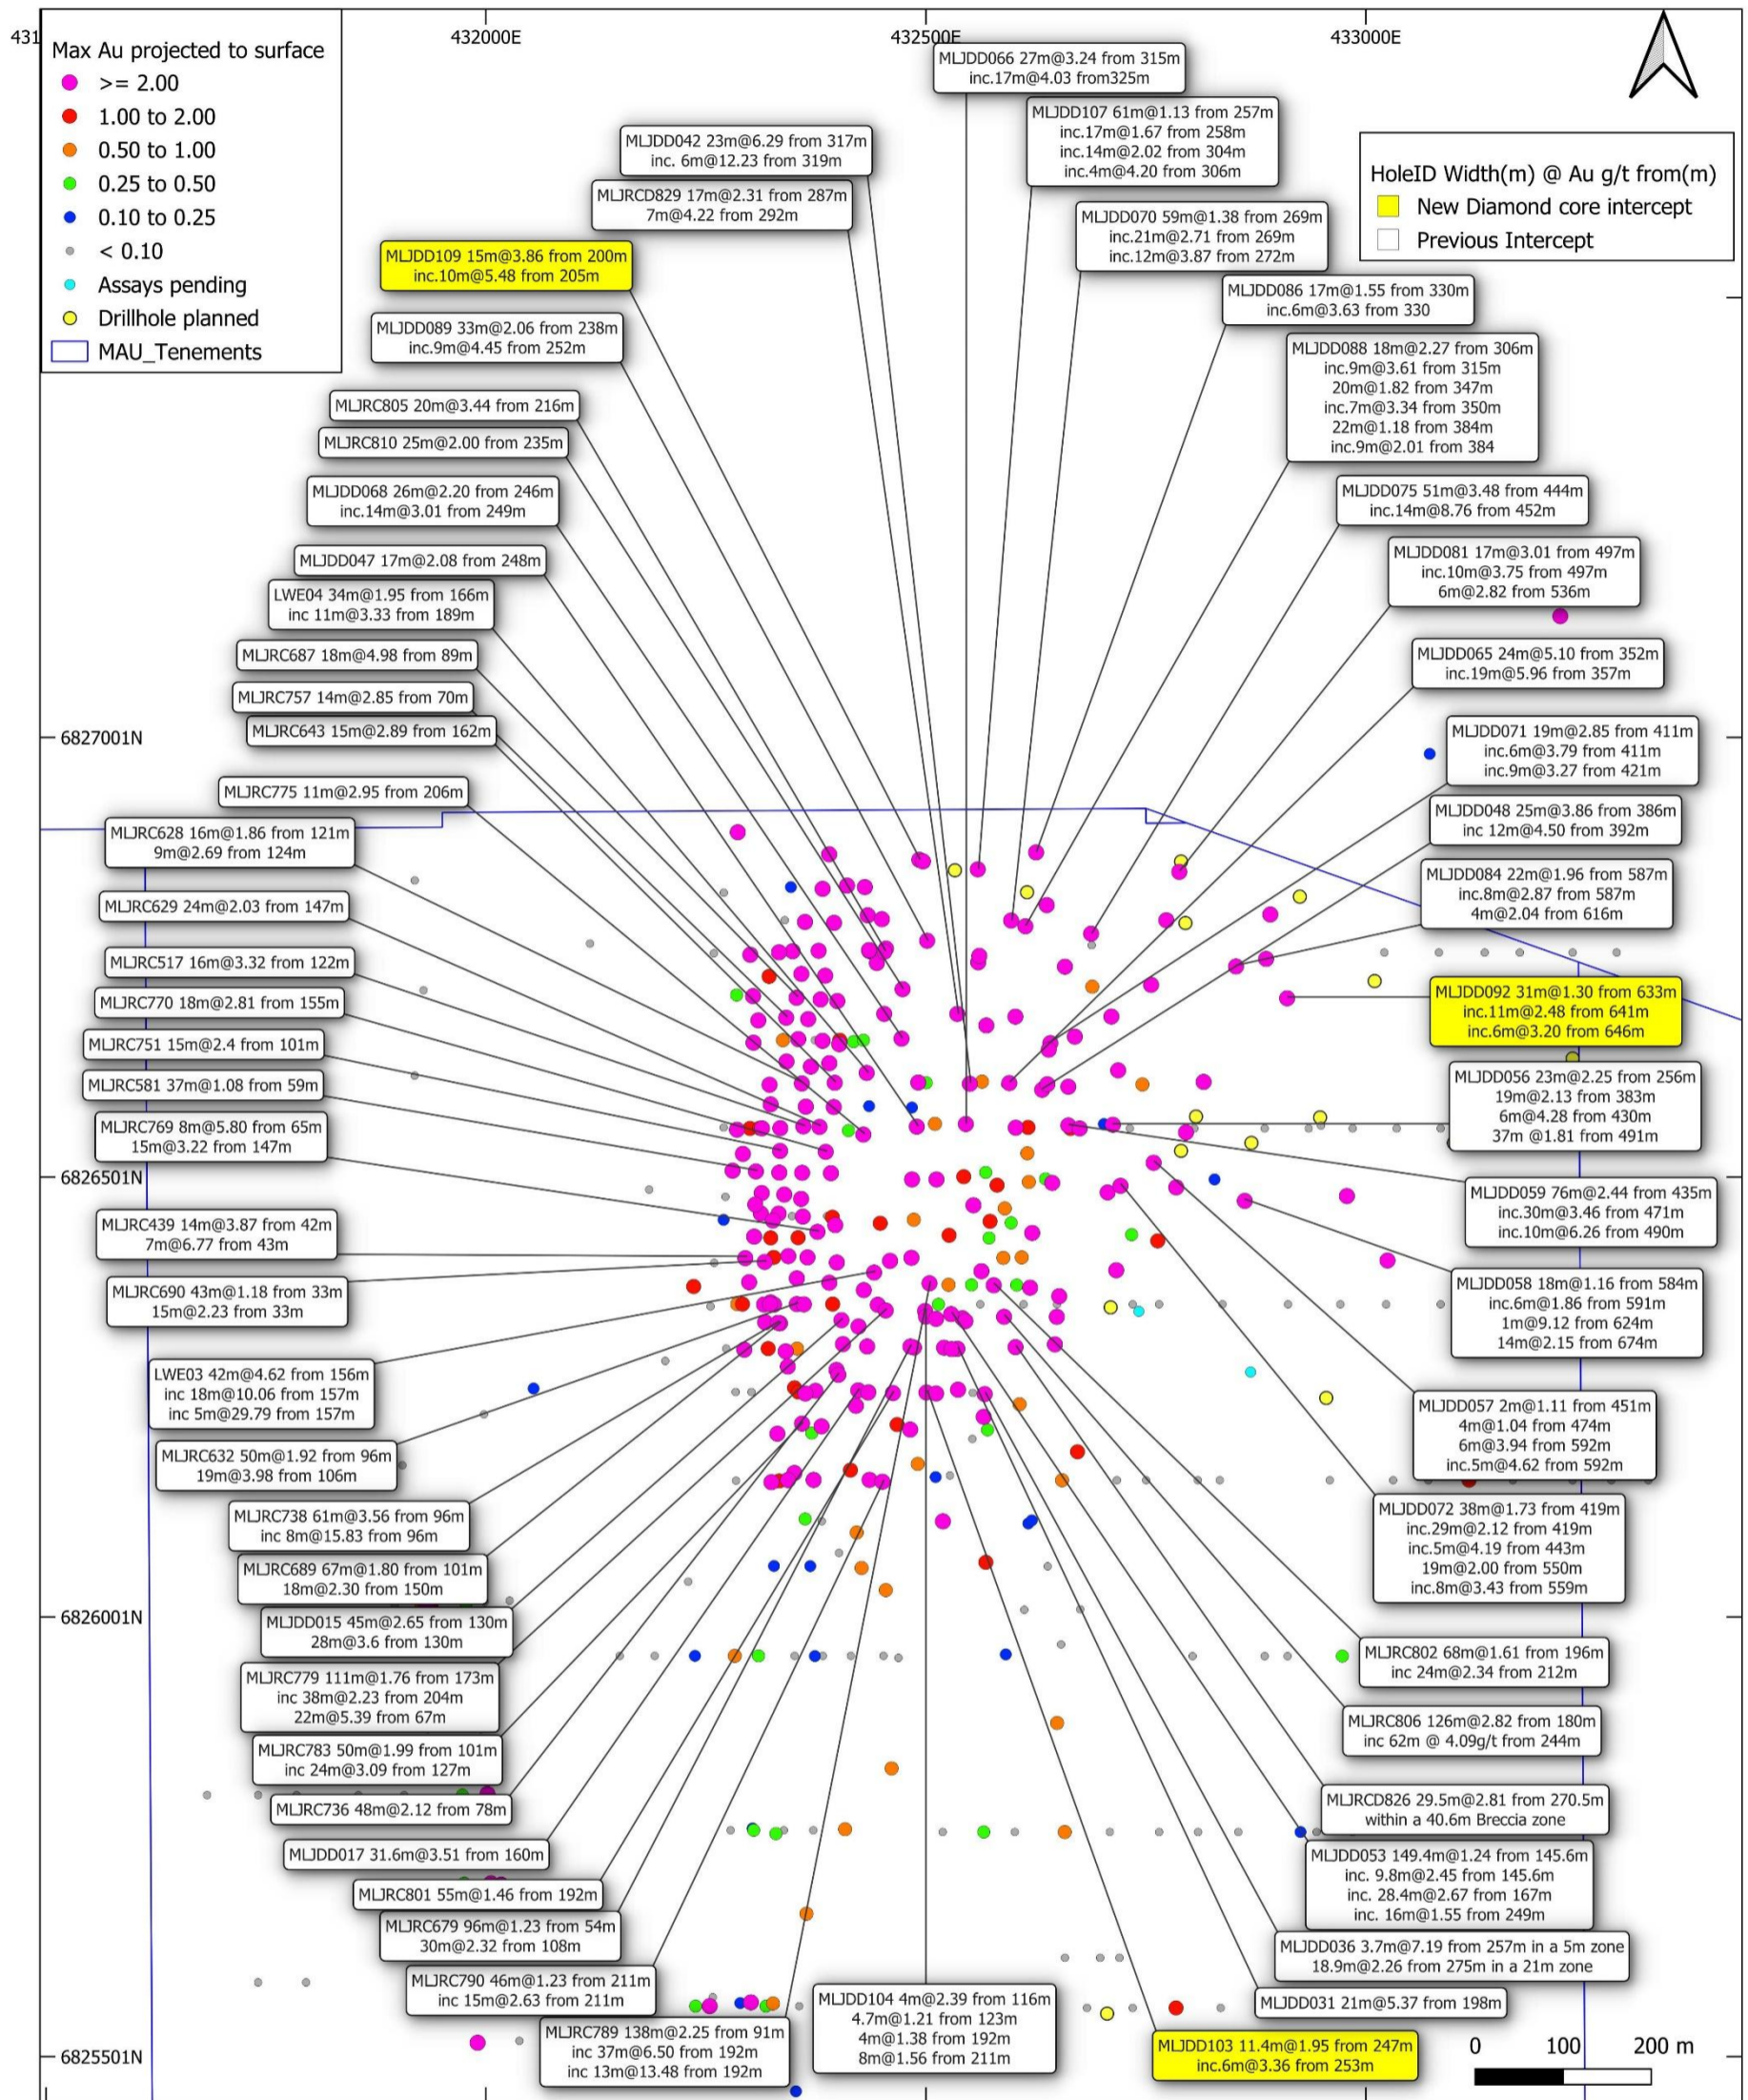 431
432000E
432500E
433000E
Max Au projected to surface
>= 2.00
1.00 to 2.00
0.50 to 1.00
0.25 to 0.50
0.10 to 0.25
< 0.10
Assays pending
Drillhole planned
MAU_Tenements
HoleID Width(m) @ Au g/t from(m)
New Diamond core intercept
Previous Intercept
MLJDD066 27m@3.24 from 315m
inc.17m@4.03 from325m
MLJDD107 61m@1.13 from 257m
inc.17m@1.67 from 258m
inc.14m@2.02 from 304m
inc.4m@4.20 from 306m
MLJDD042 23m@6.29 from 317m
inc. 6m@12.23 from 319m
MLJRCD829 17m@2.31 from 287m
7m@4.22 from 292m
MLJDD070 59m@1.38 from 269m
inc.21m@2.71 from 269m
inc.12m@3.87 from 272m
MLJDD109 15m@3.86 from 200m
inc.10m@5.48 from 205m
MLJDD086 17m@1.55 from 330m
inc.6m@3.63 from 330
MLJDD089 33m@2.06 from 238m
inc.9m@4.45 from 252m
MLJDD088 18m@2.27 from 306m
inc.9m@3.61 from 315m
20m@1.82 from 347m
inc.7m@3.34 from 350m
22m@1.18 from 384m
inc.9m@2.01 from 384
MLJRC805 20m@3.44 from 216m
MLJRC810 25m@2.00 from 235m
MLJDD068 26m@2.20 from 246m
inc.14m@3.01 from 249m
MLJDD075 51m@3.48 from 444m
inc.14m@8.76 from 452m
MLJDD047 17m@2.08 from 248m
MLJDD081 17m@3.01 from 497m
inc.10m@3.75 from 497m
6m@2.82 from 536m
LWE04 34m@1.95 from 166m
inc 11m@3.33 from 189m
MLJRC687 18m@4.98 from 89m
MLJDD065 24m@5.10 from 352m
inc.19m@5.96 from 357m
MLJRC757 14m@2.85 from 70m
MLJRC643 15m@2.89 from 162m
6827001N
MLJDD071 19m@2.85 from 411m
inc.6m@3.79 from 411m
inc.9m@3.27 from 421m
MLJRC775 11m@2.95 from 206m
MLJDD048 25m@3.86 from 386m
inc 12m@4.50 from 392m
MLJRC628 16m@1.86 from 121m
9m@2.69 from 124m
MLJDD084 22m@1.96 from 587m
inc.8m@2.87 from 587m
4m@2.04 from 616m
MLJRC629 24m@2.03 from 147m
MLJRC517 16m@3.32 from 122m
MLJRC770 18m@2.81 from 155m
MLJDD092 31m@1.30 from 633m
inc.11m@2.48 from 641m
inc.6m@3.20 from 646m
MLJRC751 15m@2.4 from 101m
MLJRC581 37m@1.08 from 59m
MLJDD056 23m@2.25 from 256m
19m@2.13 from 383m
6m@4.28 from 430m
37m @1.81 from 491m
MLJRC769 8m@5.80 from 65m
15m@3.22 from 147m
6826501N
MLJDD059 76m@2.44 from 435m
inc.30m@3.46 from 471m
inc.10m@6.26 from 490m
MLJRC439 14m@3.87 from 42m
7m@6.77 from 43m
MLJRC690 43m@1.18 from 33m
15m@2.23 from 33m
MLJDD058 18m@1.16 from 584m
inc.6m@1.86 from 591m
1m@9.12 from 624m
14m@2.15 from 674m
LWE03 42m@4.62 from 156m
inc 18m@10.06 from 157m
inc 5m@29.79 from 157m
MLJDD057 2m@1.11 from 451m
4m@1.04 from 474m
6m@3.94 from 592m
inc.5m@4.62 from 592m
MLJRC632 50m@1.92 from 96m
19m@3.98 from 106m
MLJRC738 61m@3.56 from 96m
inc 8m@15.83 from 96m
MLJDD072 38m@1.73 from 419m
inc.29m@2.12 from 419m
inc.5m@4.19 from 443m
19m@2.00 from 550m
inc.8m@3.43 from 559m
MLJRC689 67m@1.80 from 101m
18m@2.30 from 150m
6826001N
MLJDD015 45m@2.65 from 130m
28m@3.6 from 130m
MLJRC802 68m@1.61 from 196m
inc 24m@2.34 from 212m
MLJRC779 111m@1.76 from 173m
inc 38m@2.23 from 204m
22m@5.39 from 67m
MLJRC806 126m@2.82 from 180m
inc 62m @ 4.09g/t from 244m
MLJRC783 50m@1.99 from 101m
inc 24m@3.09 from 127m
MLJRC736 48m@2.12 from 78m
MLJRCD826 29.5m@2.81 from 270.5m
within a 40.6m Breccia zone
MLJDD017 31.6m@3.51 from 160m
MLJDD053 149.4m@1.24 from 145.6m
inc. 9.8m@2.45 from 145.6m
inc. 28.4m@2.67 from 167m
inc. 16m@1.55 from 249m
MLJRC801 55m@1.46 from 192m
MLJRC679 96m@1.23 from 54m
30m@2.32 from 108m
MLJDD036 3.7m@7.19 from 257m in a 5m zone
18.9m@2.26 from 275m in a 21m zone
MLJRC790 46m@1.23 from 211m
inc 15m@2.63 from 211m
MLJDD031 21m@5.37 from 198m
MLJDD104 4m@2.39 from 116m
4.7m@1.21 from 123m
4m@1.38 from 192m
8m@1.56 from 211m
MLJRC789 138m@2.25 from 91m
inc 37m@6.50 from 192m
inc 13m@13.48 from 192m
MLJDD103 11.4m@1.95 from 247m
inc.6m@3.36 from 253m
6825501N
0 100 200 m